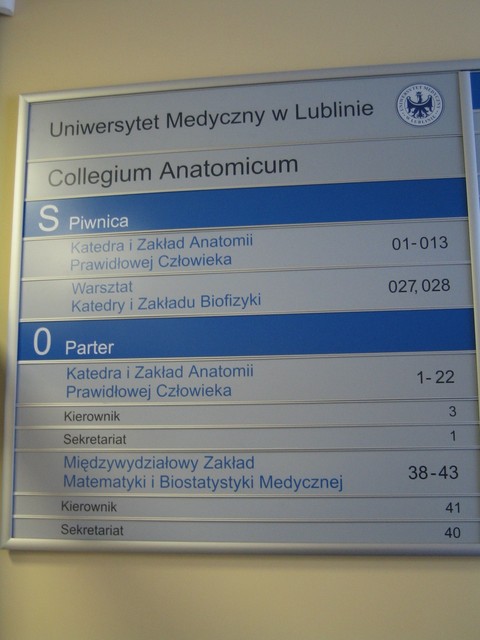 Uniwersytet Medyczny w Lublinie
Collegium Anatomicum
S Piwnica
Katedra i Zakład Anatomii
Prawidłowej Człowieka 01-013
Warsztat
Katedry i Zakładu Biofizyki 027, 028
0 Parter
Katedra i Zakład Anatomii
Prawidłowej Człowieka 1-22
Kierownik 3
Sekretariat 1
Międzywydziałowy Zakład
Matematyki i Biostatystyki Medycznej 38-43
Kierownik 41
Sekretariat 40